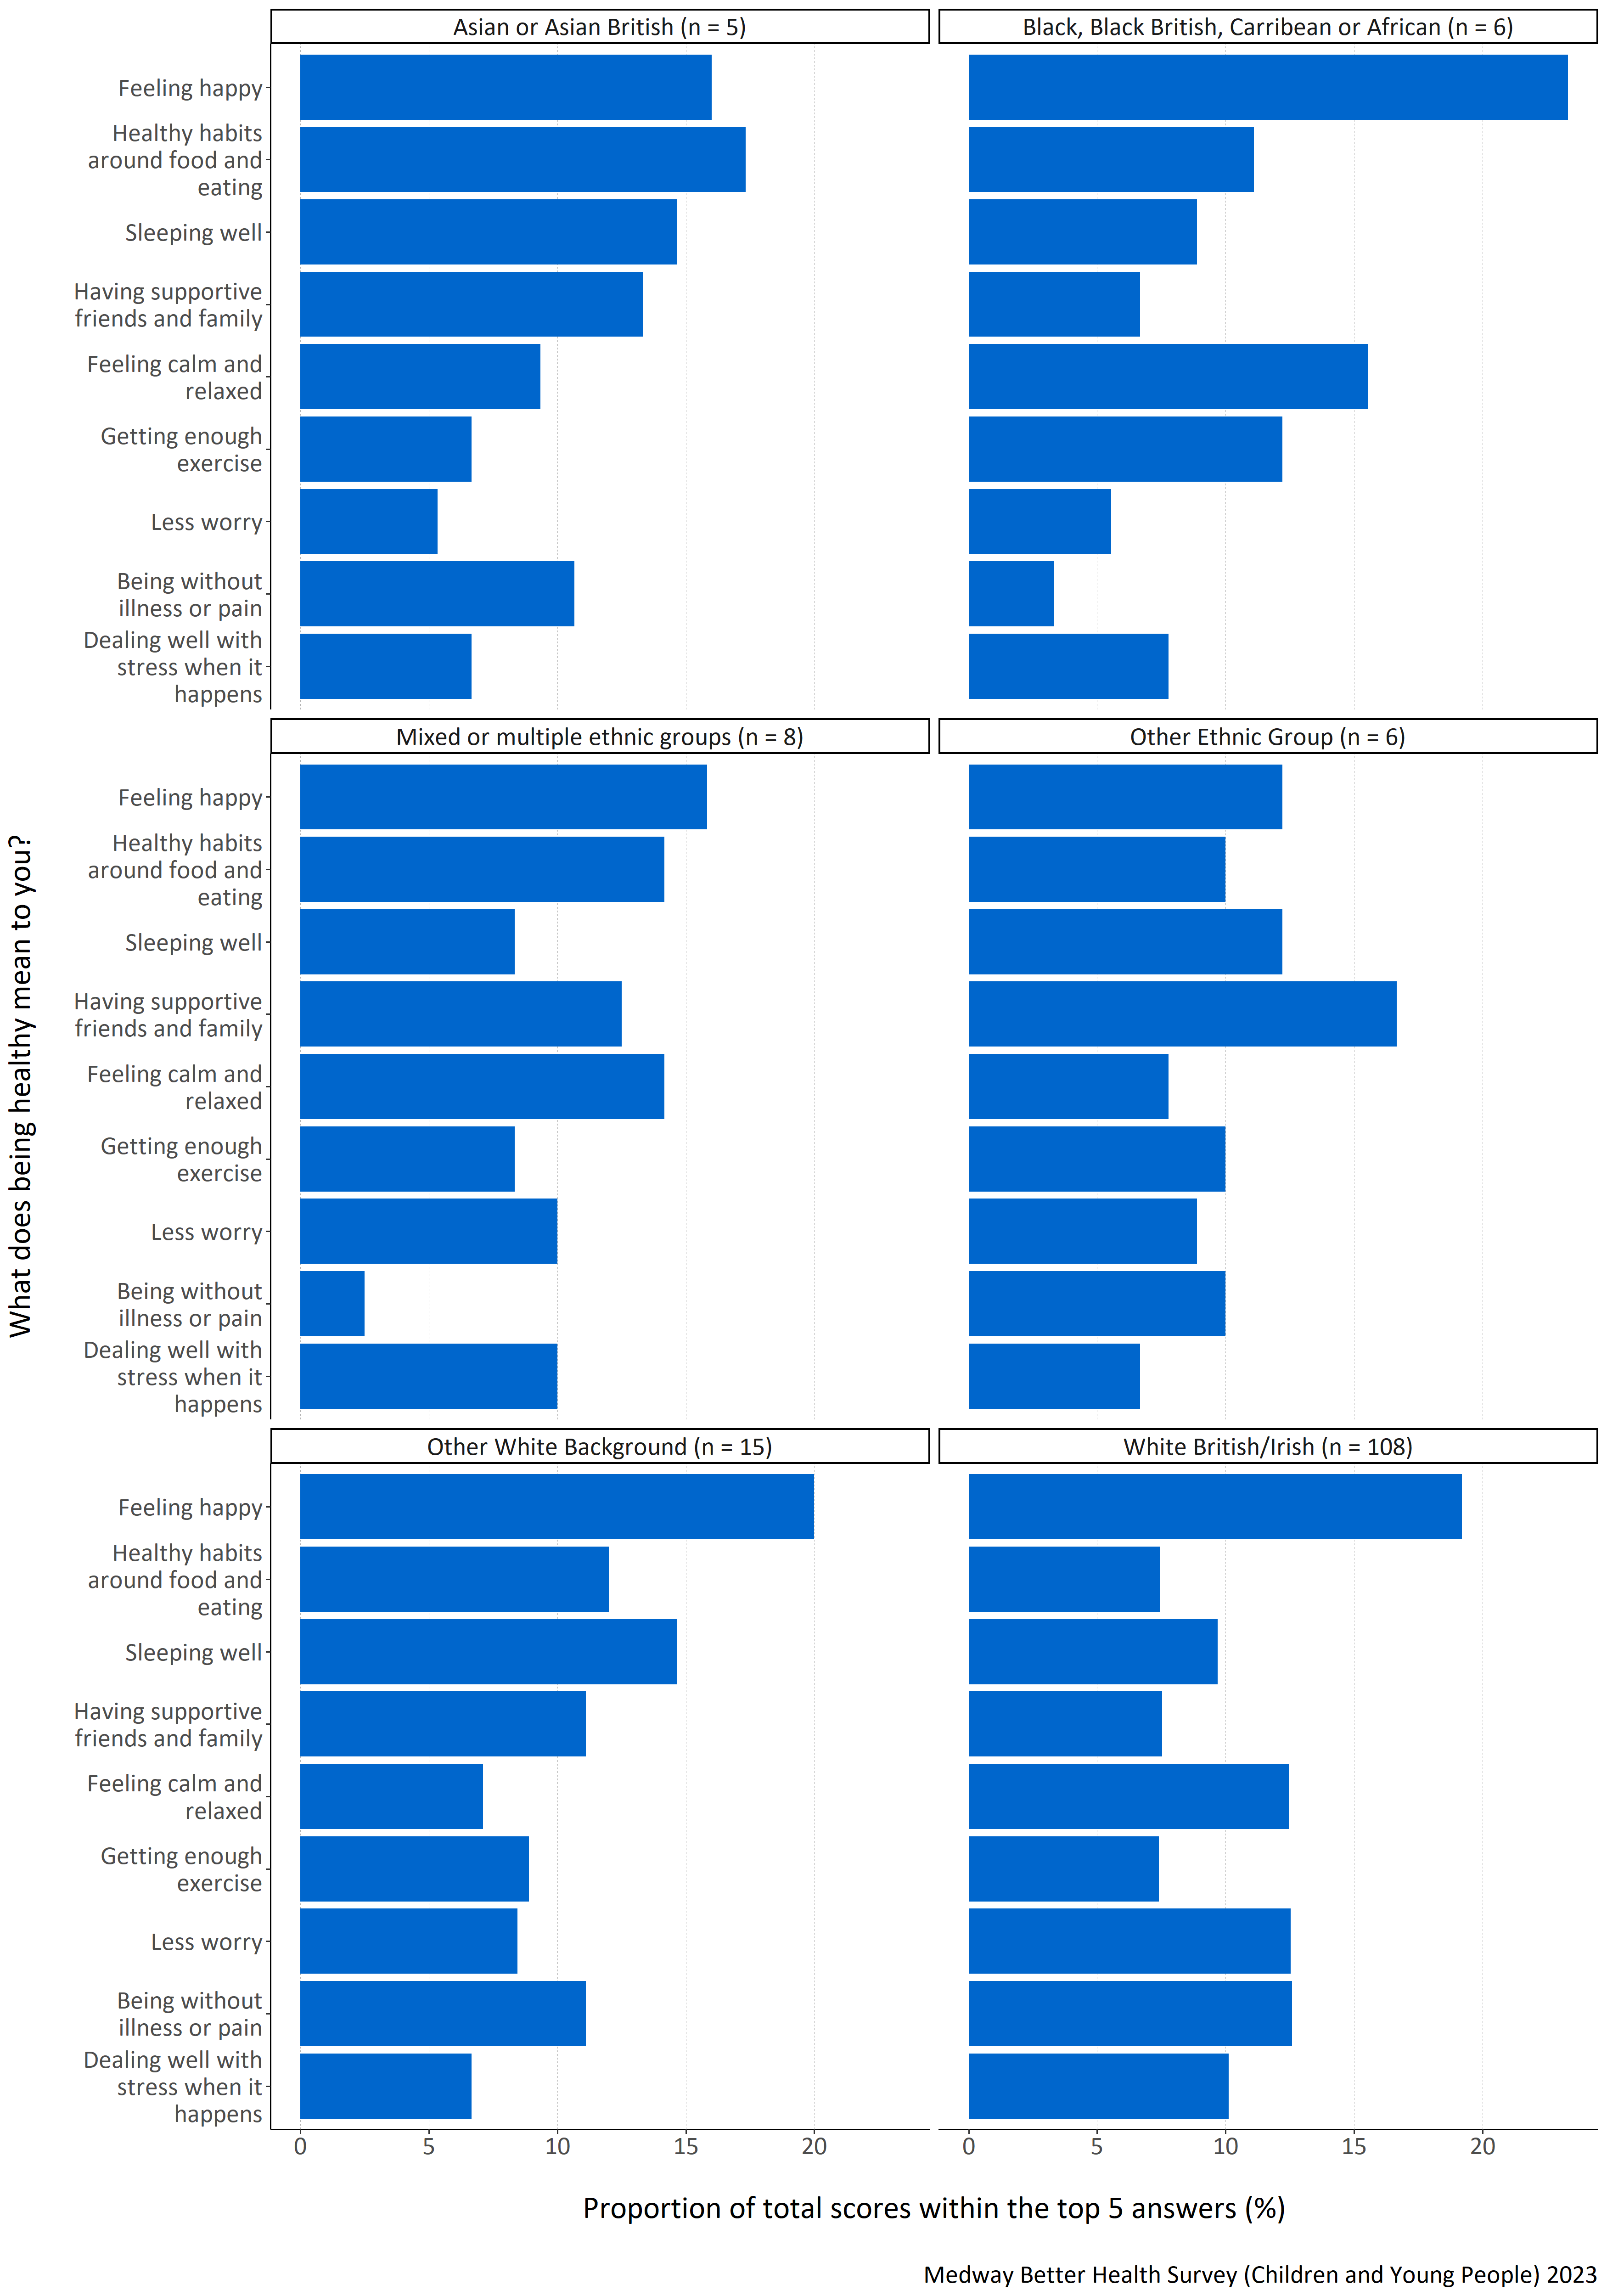 Asian or Asian British (n = 5)
Black, Black British, Carribean or African (n = 6)
Feeling happy
Healthy habits
around food and
eating
Sleeping well
Having supportive
friends and family
Feeling calm and
relaxed
Getting enough
exercise
Less worry
Being without
illness or pain
Dealing well with
stress when it
happens
Mixed or multiple ethnic groups (n = 8)
Other Ethnic Group (n = 6)
Feeling happy
Healthy habits
around food and
eating
Sleeping well
Having supportive
friends and family
Feeling calm and
relaxed
Getting enough
exercise
Less worry
Being without
illness or pain
Dealing well with
stress when it
happens
What does being healthy mean to you?
Other White Background (n = 15)
White British/Irish (n = 108)
Feeling happy
Healthy habits
around food and
eating
Sleeping well
Having supportive
friends and family
Feeling calm and
relaxed
Getting enough
exercise
Less worry
Being without
illness or pain
Dealing well with
stress when it
happens
0 5 10 15 20
0 5 10 15 20
Proportion of total scores within the top 5 answers (%)
Medway Better Health Survey (Children and Young People) 2023